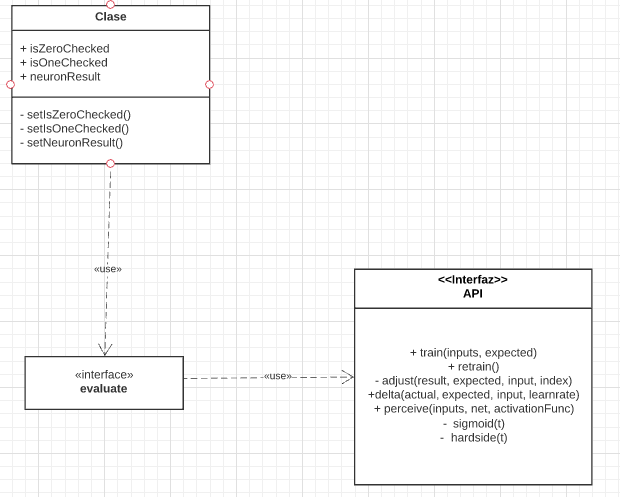 Clase
+ isZeroChecked
+ isOneChecked
+ neuronResult
- setIsZeroChecked()
- setIsOneChecked()
- setNeuronResult()
«use»
«interface»
evaluate
«use»
<<Interfaz>>
API
+ train(inputs, expected)
+ retrain()
- adjust(result, expected, input, index)
+delta(actual, expected, input, learnrate)
+ perceive(inputs, net, activationFunc)
- sigmoid(t)
- hardside(t)